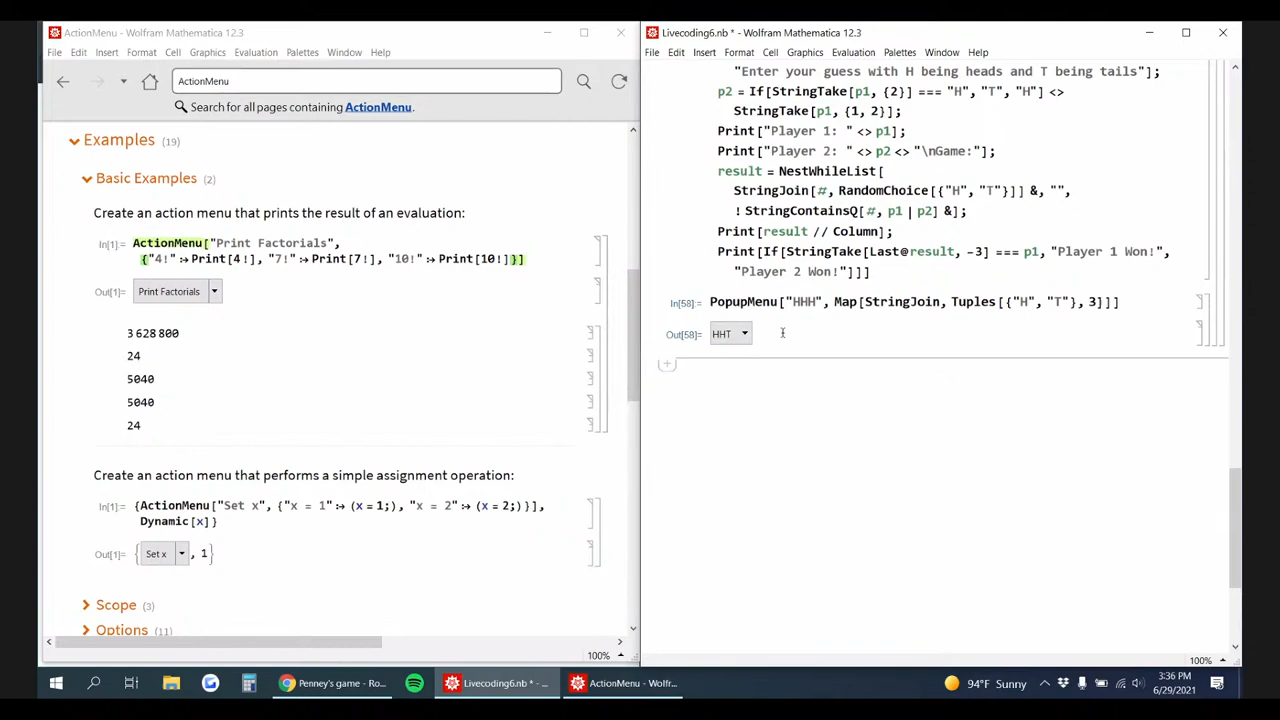 ActionMenu - Wolfram Mathematica 12.3
File Edit Insert Format Cell Graphics Evaluation Palettes Window Help
ActionMenu
Search for all pages containing ActionMenu.
Examples (19)
Basic Examples (2)
Create an action menu that prints the result of an evaluation:
In[1]:= ActionMenu["Print Factorials",
{"4!" :> Print[4!], "7!" :> Print[7!], "10!" :> Print[10!]}]
Out[1]= Print Factorials
3 628 800
24
5040
5040
24
Create an action menu that performs a simple assignment operation:
In[1]:= {ActionMenu["Set x", {"x = 1" :> (x = 1;), "x = 2" :> (x = 2;)}],
Dynamic[x]}
Out[1]= {Set x, 1}
Scope (3)
Options (11)
100%
Livecoding6.nb * - Wolfram Mathematica 12.3
File Edit Insert Format Cell Graphics Evaluation Palettes Window Help
"Enter your guess with H being heads and T being tails"];
p2 = If[StringTake[p1, {2}] === "H", "T", "H"] <>
StringTake[p1, {1, 2}];
Print["Player 1: " <> p1];
Print["Player 2: " <> p2 <> "\nGame:"];
result = NestWhileList[
StringJoin[#, RandomChoice[{"H", "T"}]] &, "",
! StringContainsQ[#, p1 | p2] &];
Print[result // Column];
Print[If[StringTake[Last@result, -3] === p1, "Player 1 Won!",
"Player 2 Won!"]]]
In[58]:= PopupMenu["HHH", Map[StringJoin, Tuples[{"H", "T"}, 3]]]
Out[58]= HHT
100%
Penney's game - Ro...
Livecoding6.nb * - ...
ActionMenu - Wolfr...
94°F Sunny
3:36 PM
6/29/2021